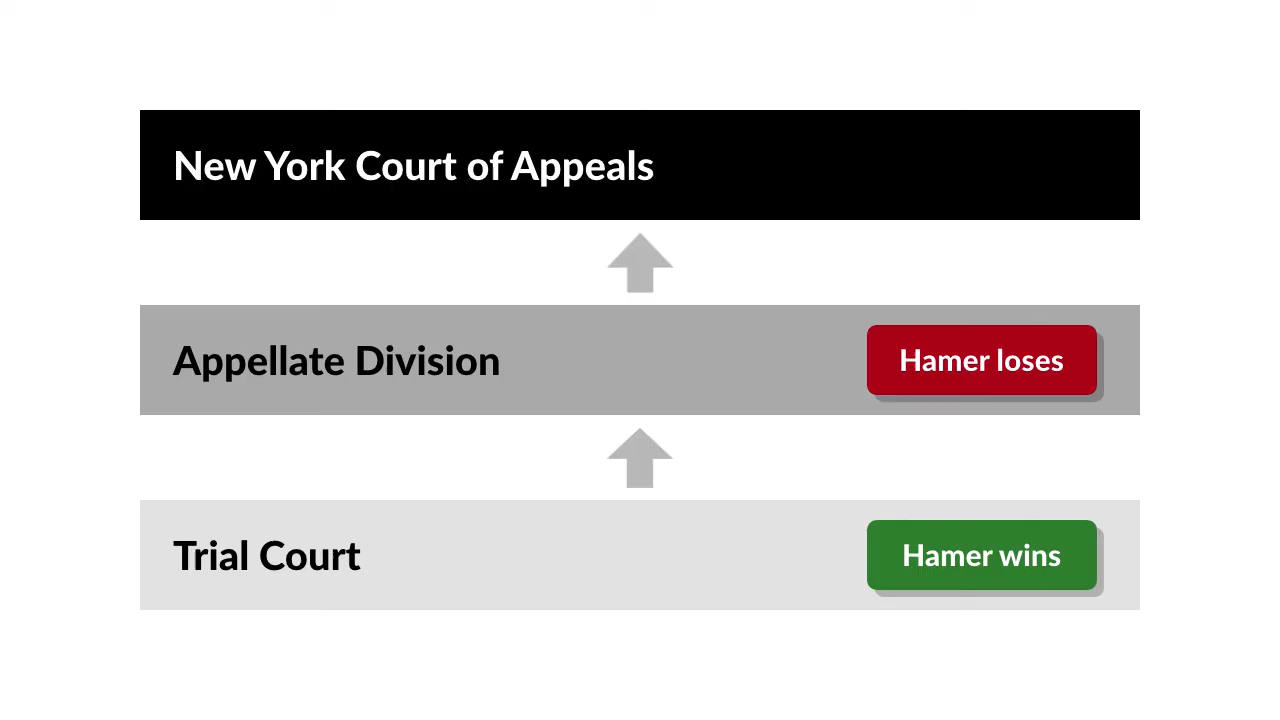 New York Court of Appeals
Appellate Division
Hamer loses
Trial Court
Hamer wins